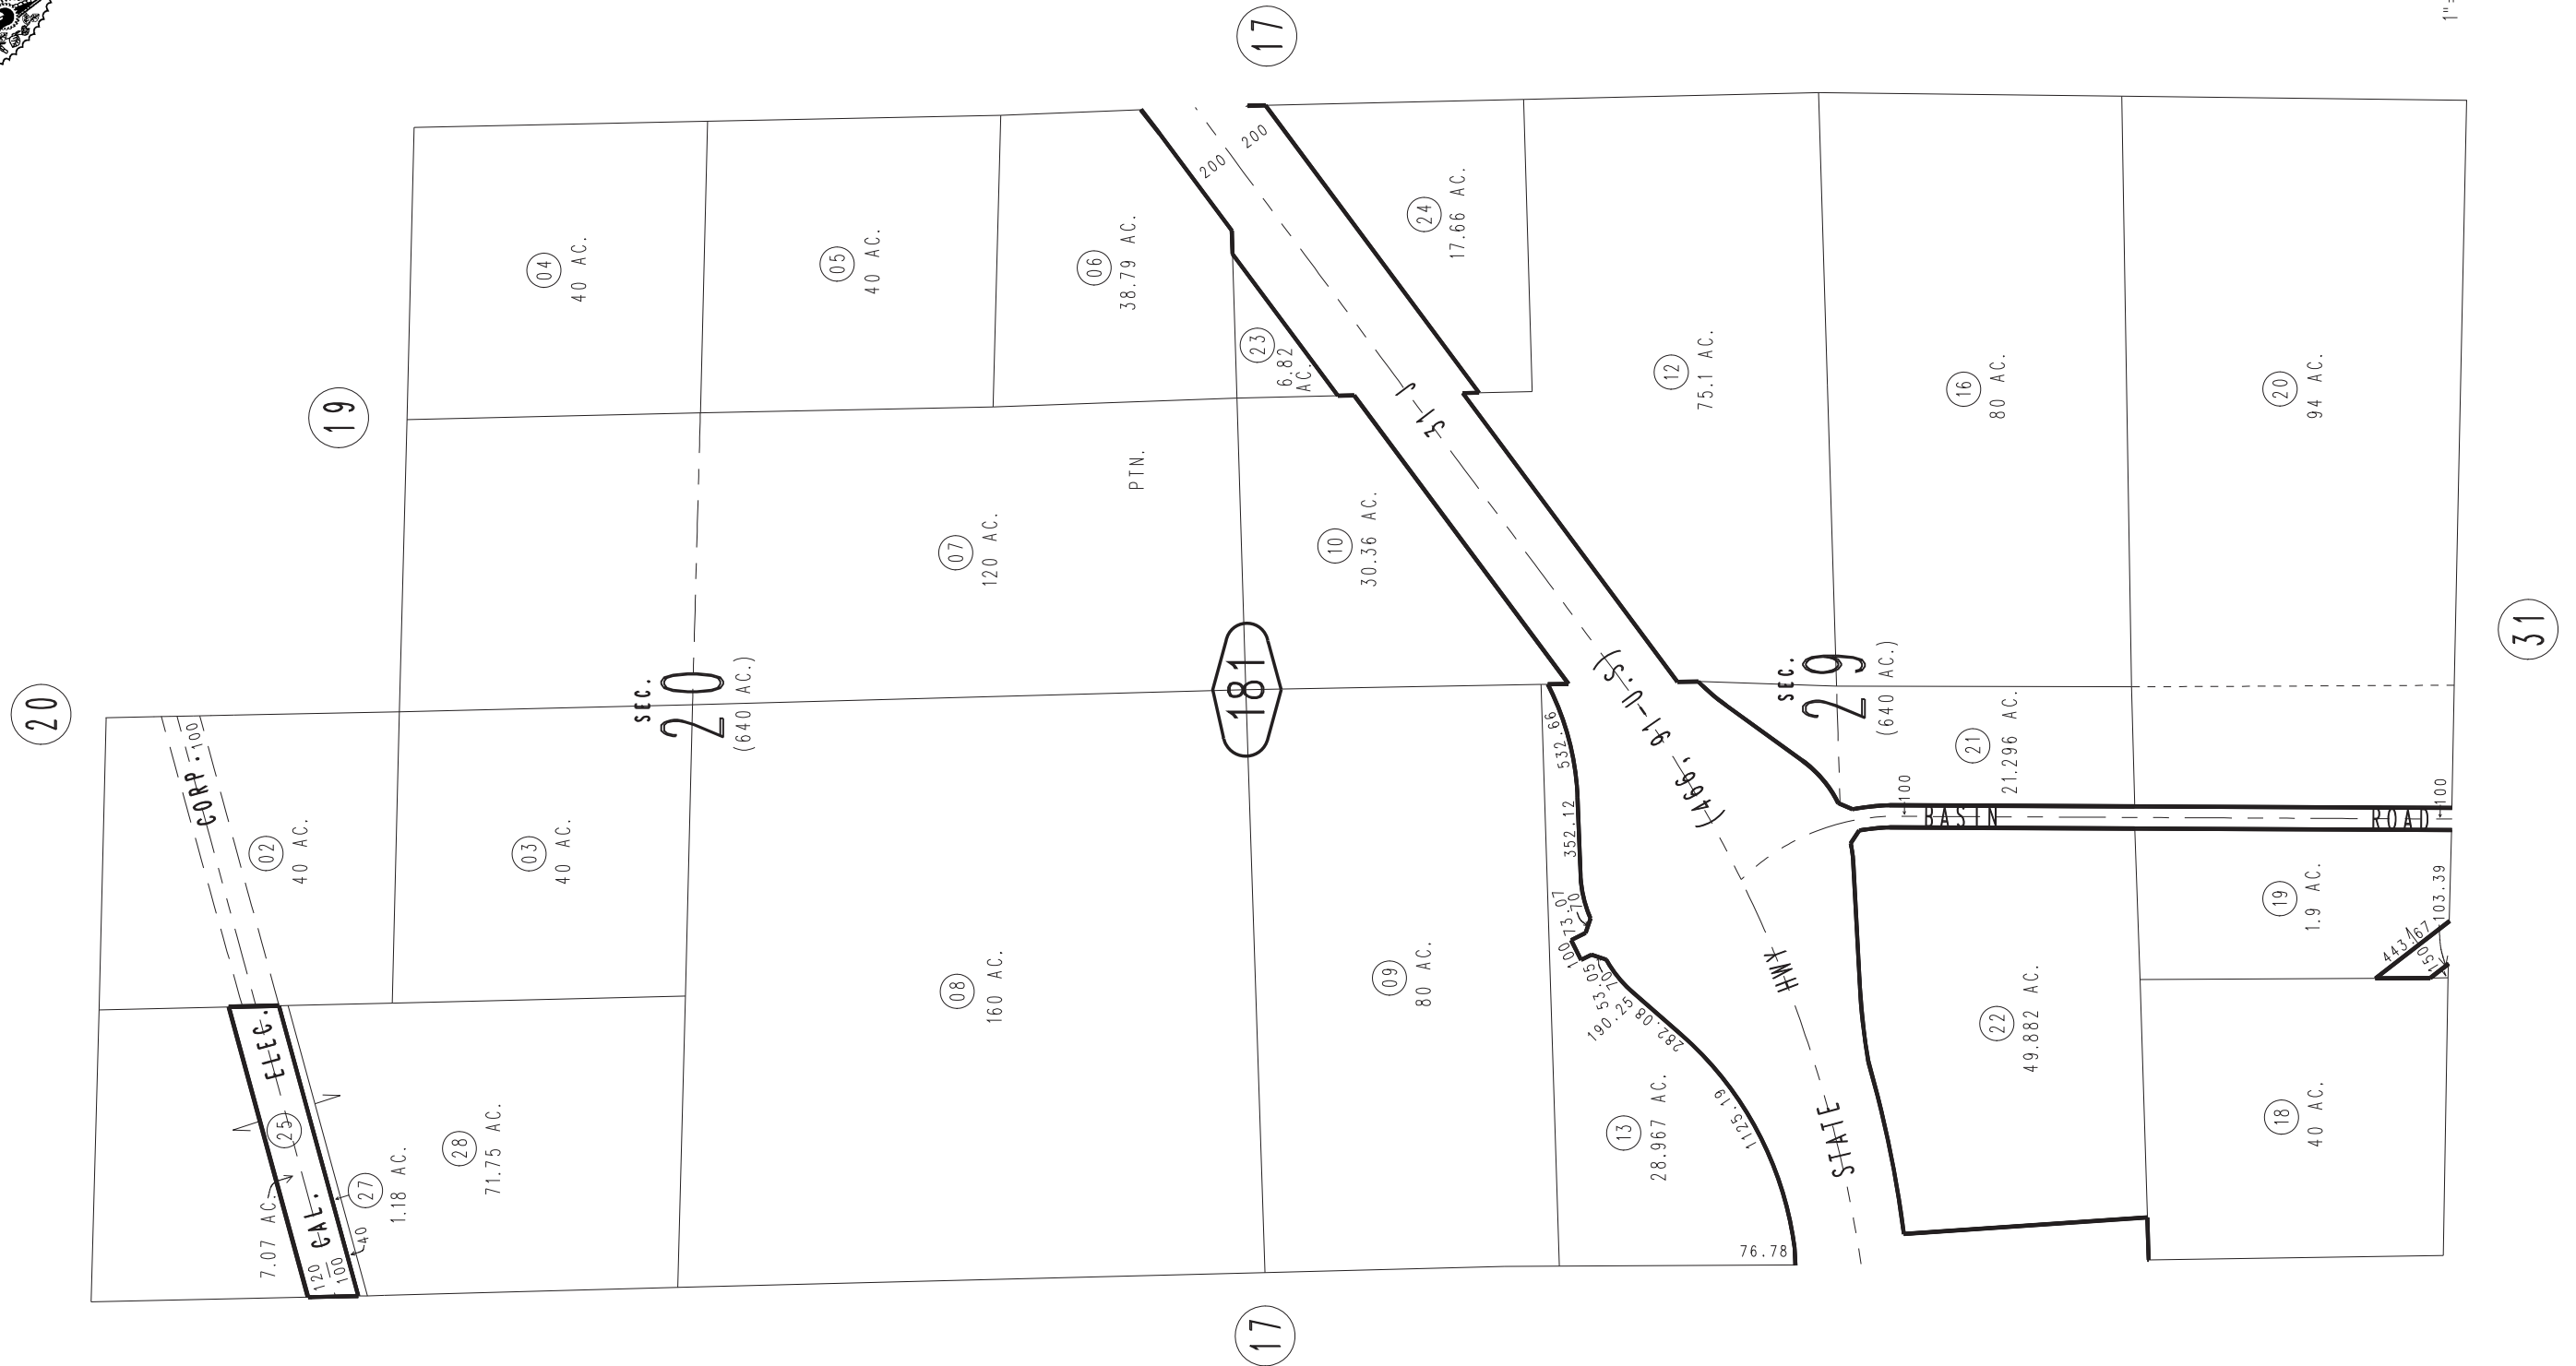 17
1"=
20
19
04
40 AC.
05
40 AC.
06
38.79 AC.
23
6.82
AC.
200
200
24
17.66 AC.
12
75.1 AC.
16
80 AC.
20
94 AC.
07
120 AC.
PTN.
10
30.36 AC.
31-J
SEC.
20
(640 AC.)
181
SEC.
29
(640 AC.)
31
CORP.
100
02
40 AC.
03
40 AC.
08
160 AC.
09
80 AC.
532.66
352.12
73.07
70
100
53.05
70
190.25
282.08
1125.19
76.78
13
28.967 AC.
STATE HWY (466, 91-U.S)
21
21.296 AC.
100
BASIN ROAD
100
22
49.882 AC.
19
1.9 AC.
103.39
443.67
150
18
40 AC.
CAL. ELEC.
25
7.07 AC.
120
100
40
27
1.18 AC.
28
71.75 AC.
17